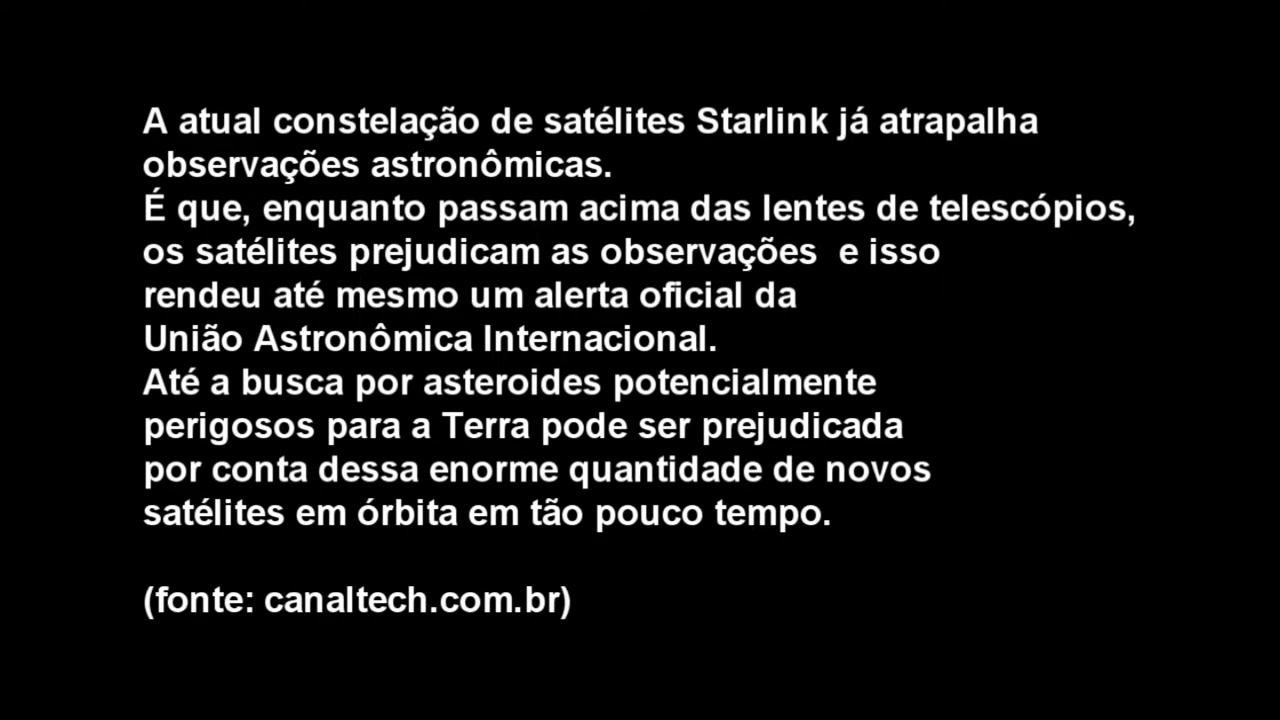 A atual constelação de satélites Starlink já atrapalha
observações astronômicas.
É que, enquanto passam acima das lentes de telescópios,
os satélites prejudicam as observações  e isso
rendeu até mesmo um alerta oficial da
União Astronômica Internacional.
Até a busca por asteroides potencialmente
perigosos para a Terra pode ser prejudicada
por conta dessa enorme quantidade de novos
satélites em órbita em tão pouco tempo.
(fonte: canaltech.com.br)